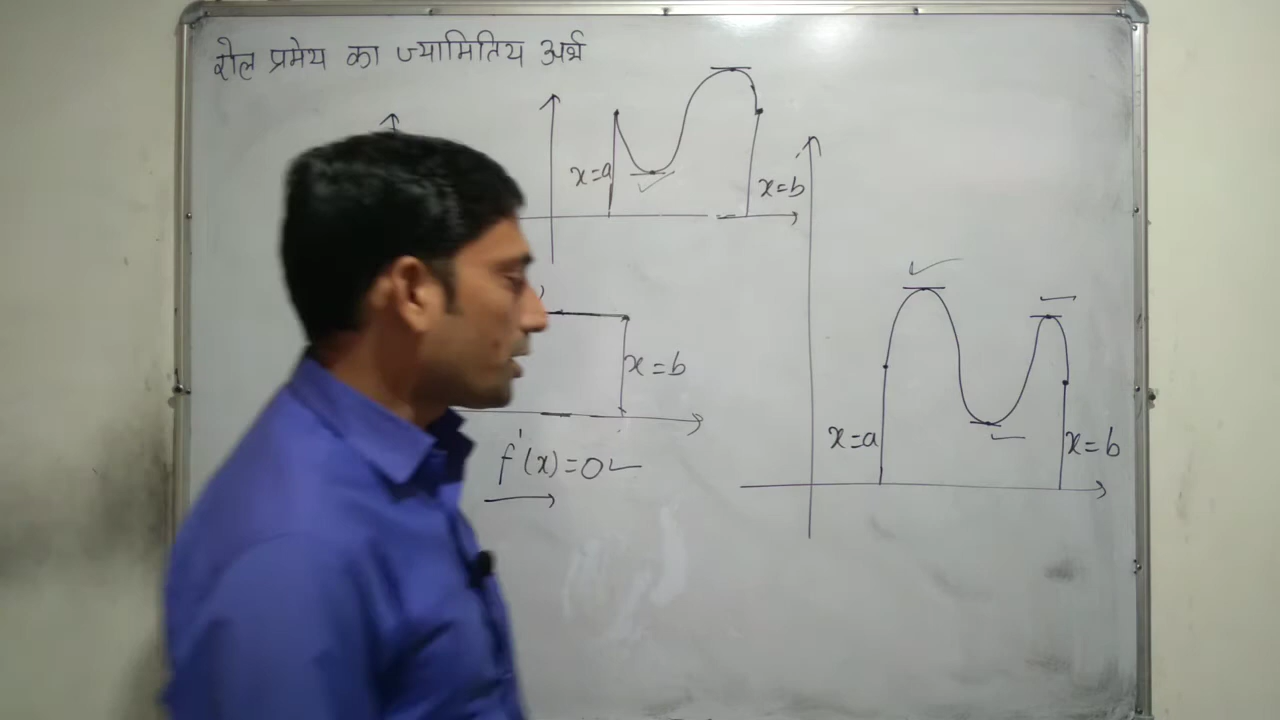 रोल प्रमेय का ज्यामितिय अर्थ
x=a
x=b
x=b
f'(x)=0
x=a
x=b